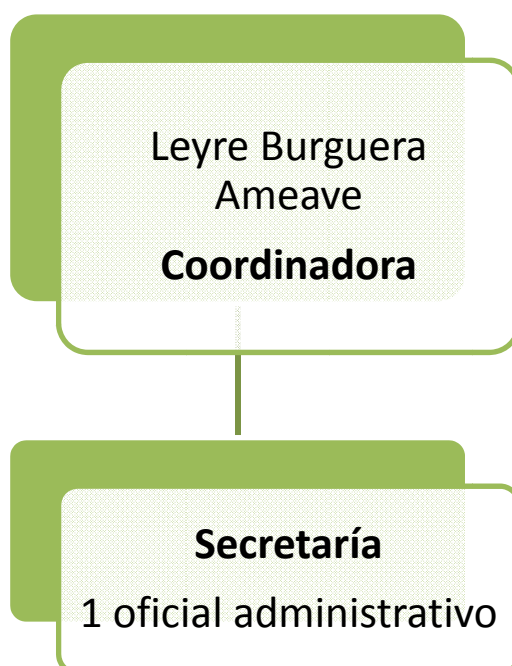 Leyre Burguera
Ameave
Coordinadora
Secretaría
1 oficial administrativo